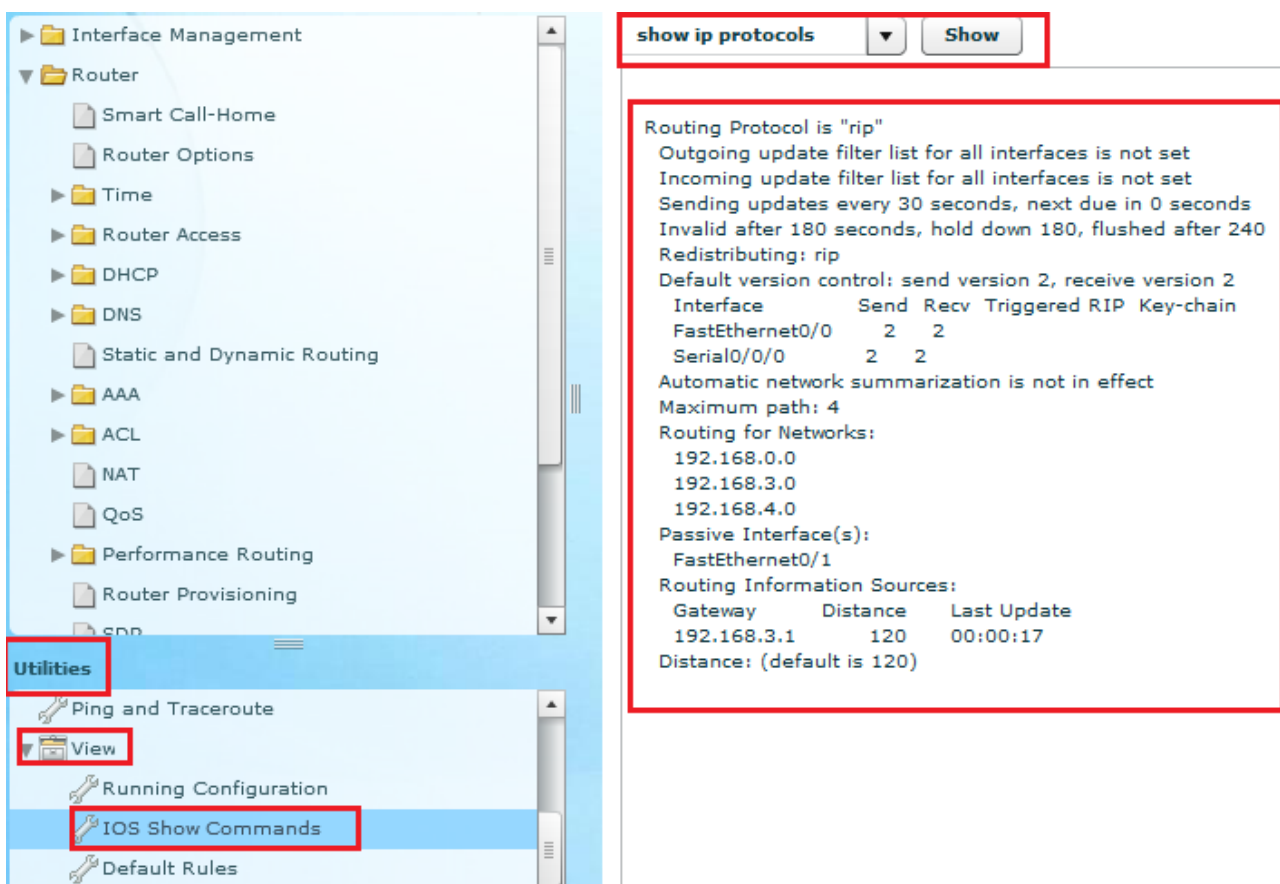 Interface Management
Router
Smart Call-Home
Router Options
Time
Router Access
DHCP
DNS
Static and Dynamic Routing
AAA
ACL
NAT
QoS
Performance Routing
Router Provisioning
SDP
Utilities
Ping and Traceroute
View
Running Configuration
IOS Show Commands
Default Rules
show ip protocols Show
Routing Protocol is "rip"
Outgoing update filter list for all interfaces is not set
Incoming update filter list for all interfaces is not set
Sending updates every 30 seconds, next due in 0 seconds
Invalid after 180 seconds, hold down 180, flushed after 240
Redistributing: rip
Default version control: send version 2, receive version 2
Interface Send Recv Triggered RIP Key-chain
FastEthernet0/0 2 2
Serial0/0/0 2 2
Automatic network summarization is not in effect
Maximum path: 4
Routing for Networks:
192.168.0.0
192.168.3.0
192.168.4.0
Passive Interface(s):
FastEthernet0/1
Routing Information Sources:
Gateway Distance Last Update
192.168.3.1 120 00:00:17
Distance: (default is 120)